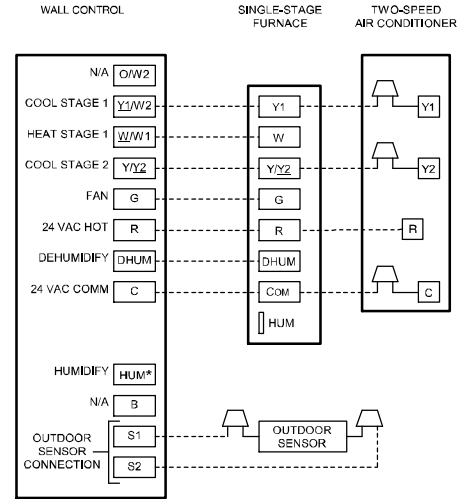 WALL CONTROL
SINGLE-STAGE
FURNACE
TWO-SPEED
AIR CONDITIONER
N/A O/W2
COOL STAGE 1 Y1/W2 Y1 Y1
HEAT STAGE 1 W/W1 W
COOL STAGE 2 Y/Y2 Y/Y2 Y2
FAN G G
24 VAC HOT R R R
DEHUMIDIFY DHUM DHUM
24 VAC COMM C COM C
HUM
HUMIDIFY HUM*
N/A B
OUTDOOR
SENSOR
CONNECTION
S1
S2
OUTDOOR
SENSOR